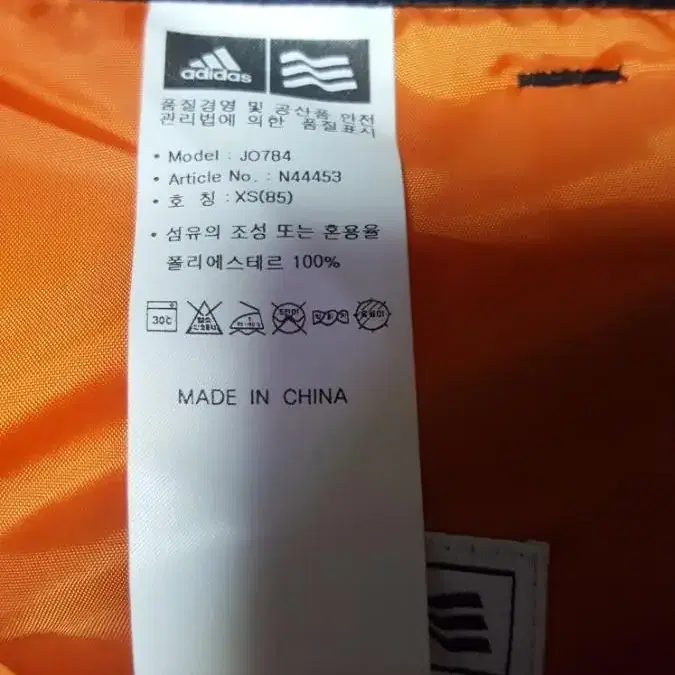 adidas
품질경영 및 공산품 안전
관리법에 의한 품질표시
• Model : JO784
• Article No. : N44453
• 호 칭 : XS(85)
• 섬유의 조성 또는 혼용율
폴리에스테르 100%
30℃
MADE IN CHINA